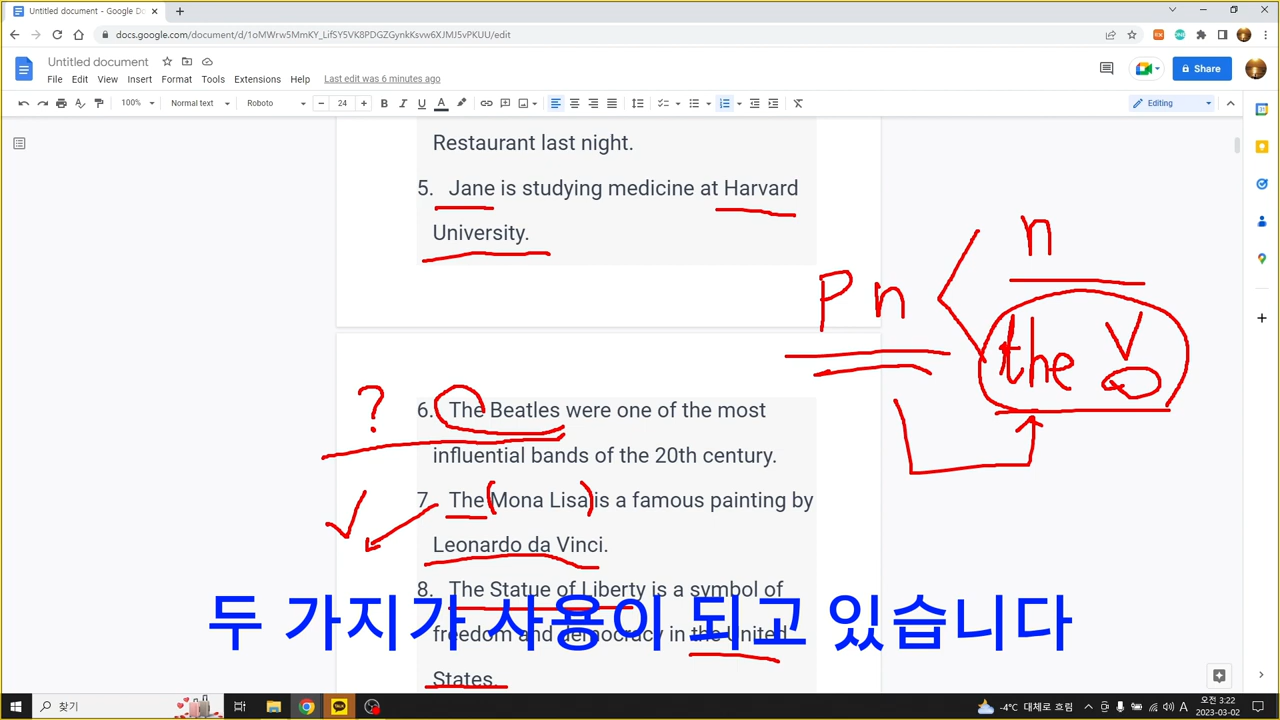 Untitled document - Google Do
docs.google.com/document/d/1oMWrw5MmKY_LifSY5VK8PDGZGynkKsvw6XJMJ5vPKUU/edit
Untitled document
File Edit View Insert Format Tools Extensions Help Last edit was 6 minutes ago
Share
100% Normal text Roboto 24 B I U A Editing
Restaurant last night.
5. Jane is studying medicine at Harvard
University.
n
Pn
the V
?
6. The Beatles were one of the most
influential bands of the 20th century.
7. The (Mona Lisa) is a famous painting by
Leonardo da Vinci.
8. The Statue of Liberty is a symbol of
freedom and democracy in the United
States.
두 가지가 사용이 되고 있습니다
찾기
-4°C 대체로 흐림
A
오전 3:22
2023-03-02